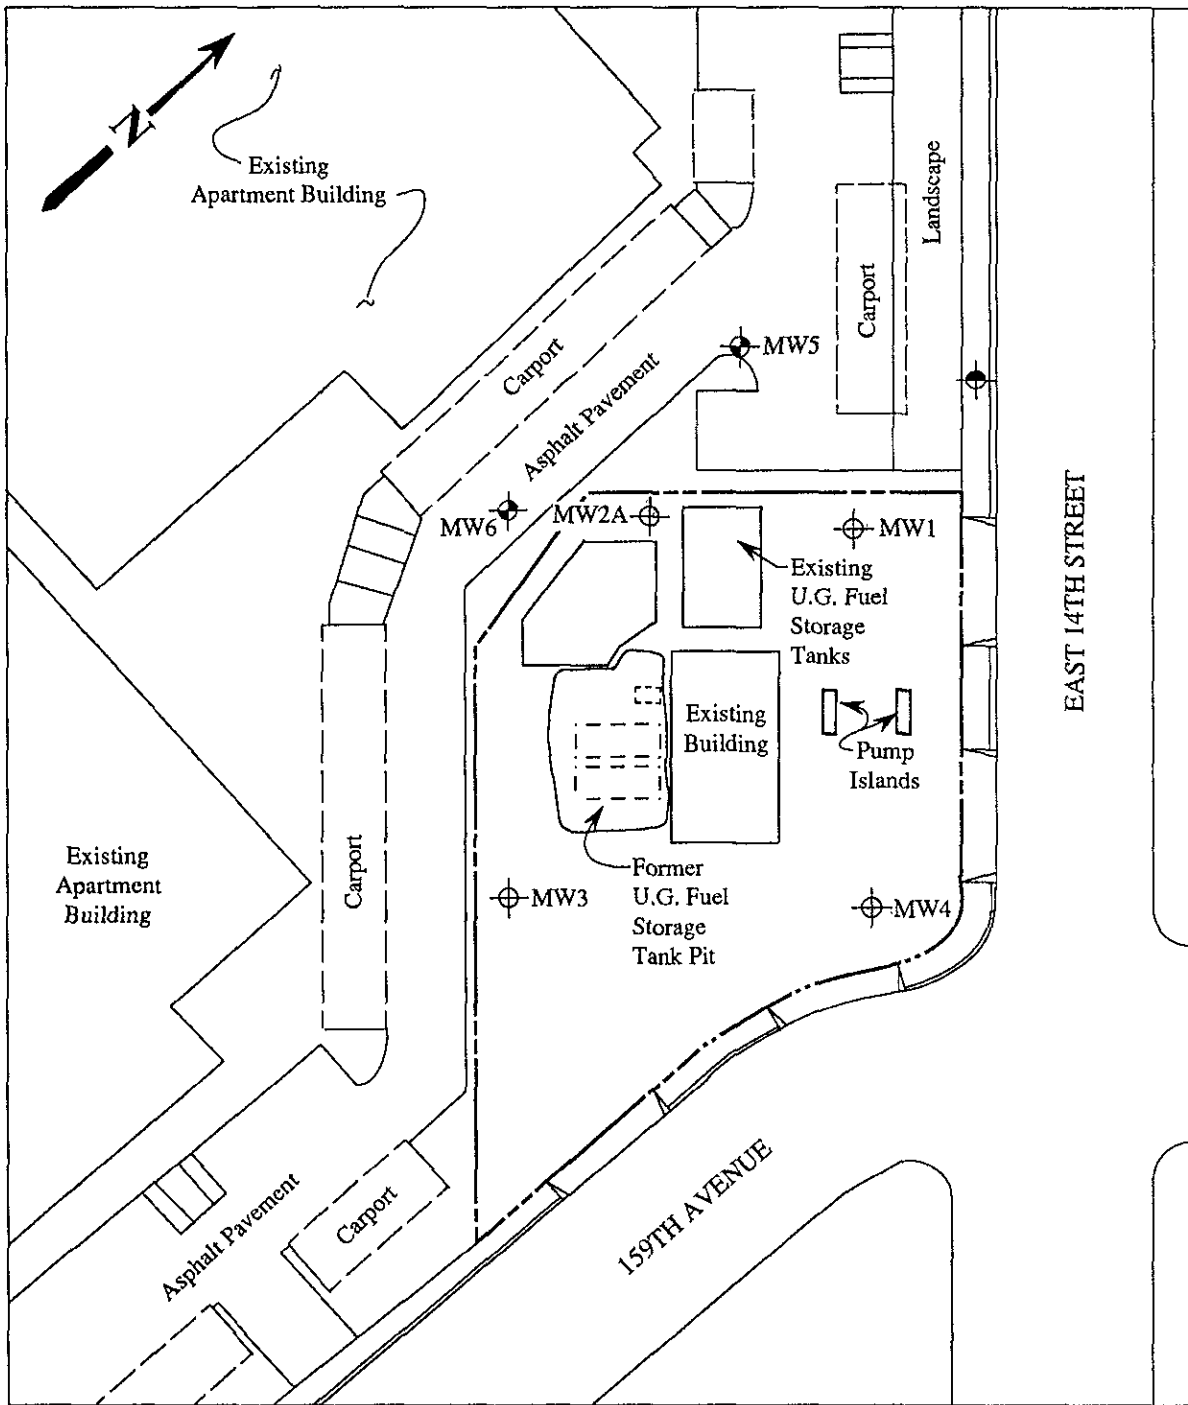 N
Existing
Apartment Building
Landscape
Carport
Carport
MW5
Asphalt Pavement
MW6
MW2A
MW1
Existing
U.G. Fuel
Storage
Tanks
EAST 14TH STREET
Existing
Building
Pump
Islands
Existing
Apartment
Building
Carport
MW3
Former
U.G. Fuel
Storage
Tank Pit
MW4
159TH AVENUE
Asphalt Pavement
Carport